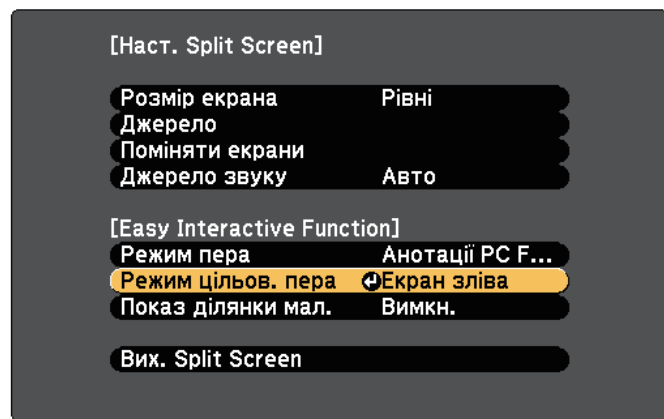 [Наст. Split Screen]
Розмір екрана Рівні
Джерело
Поміняти екрани
Джерело звуку Авто
[Easy Interactive Function]
Режим пера Анотації PC F...
Режим цільов. пера Екран зліва
Показ ділянки мал. Вимкн.
Вих. Split Screen